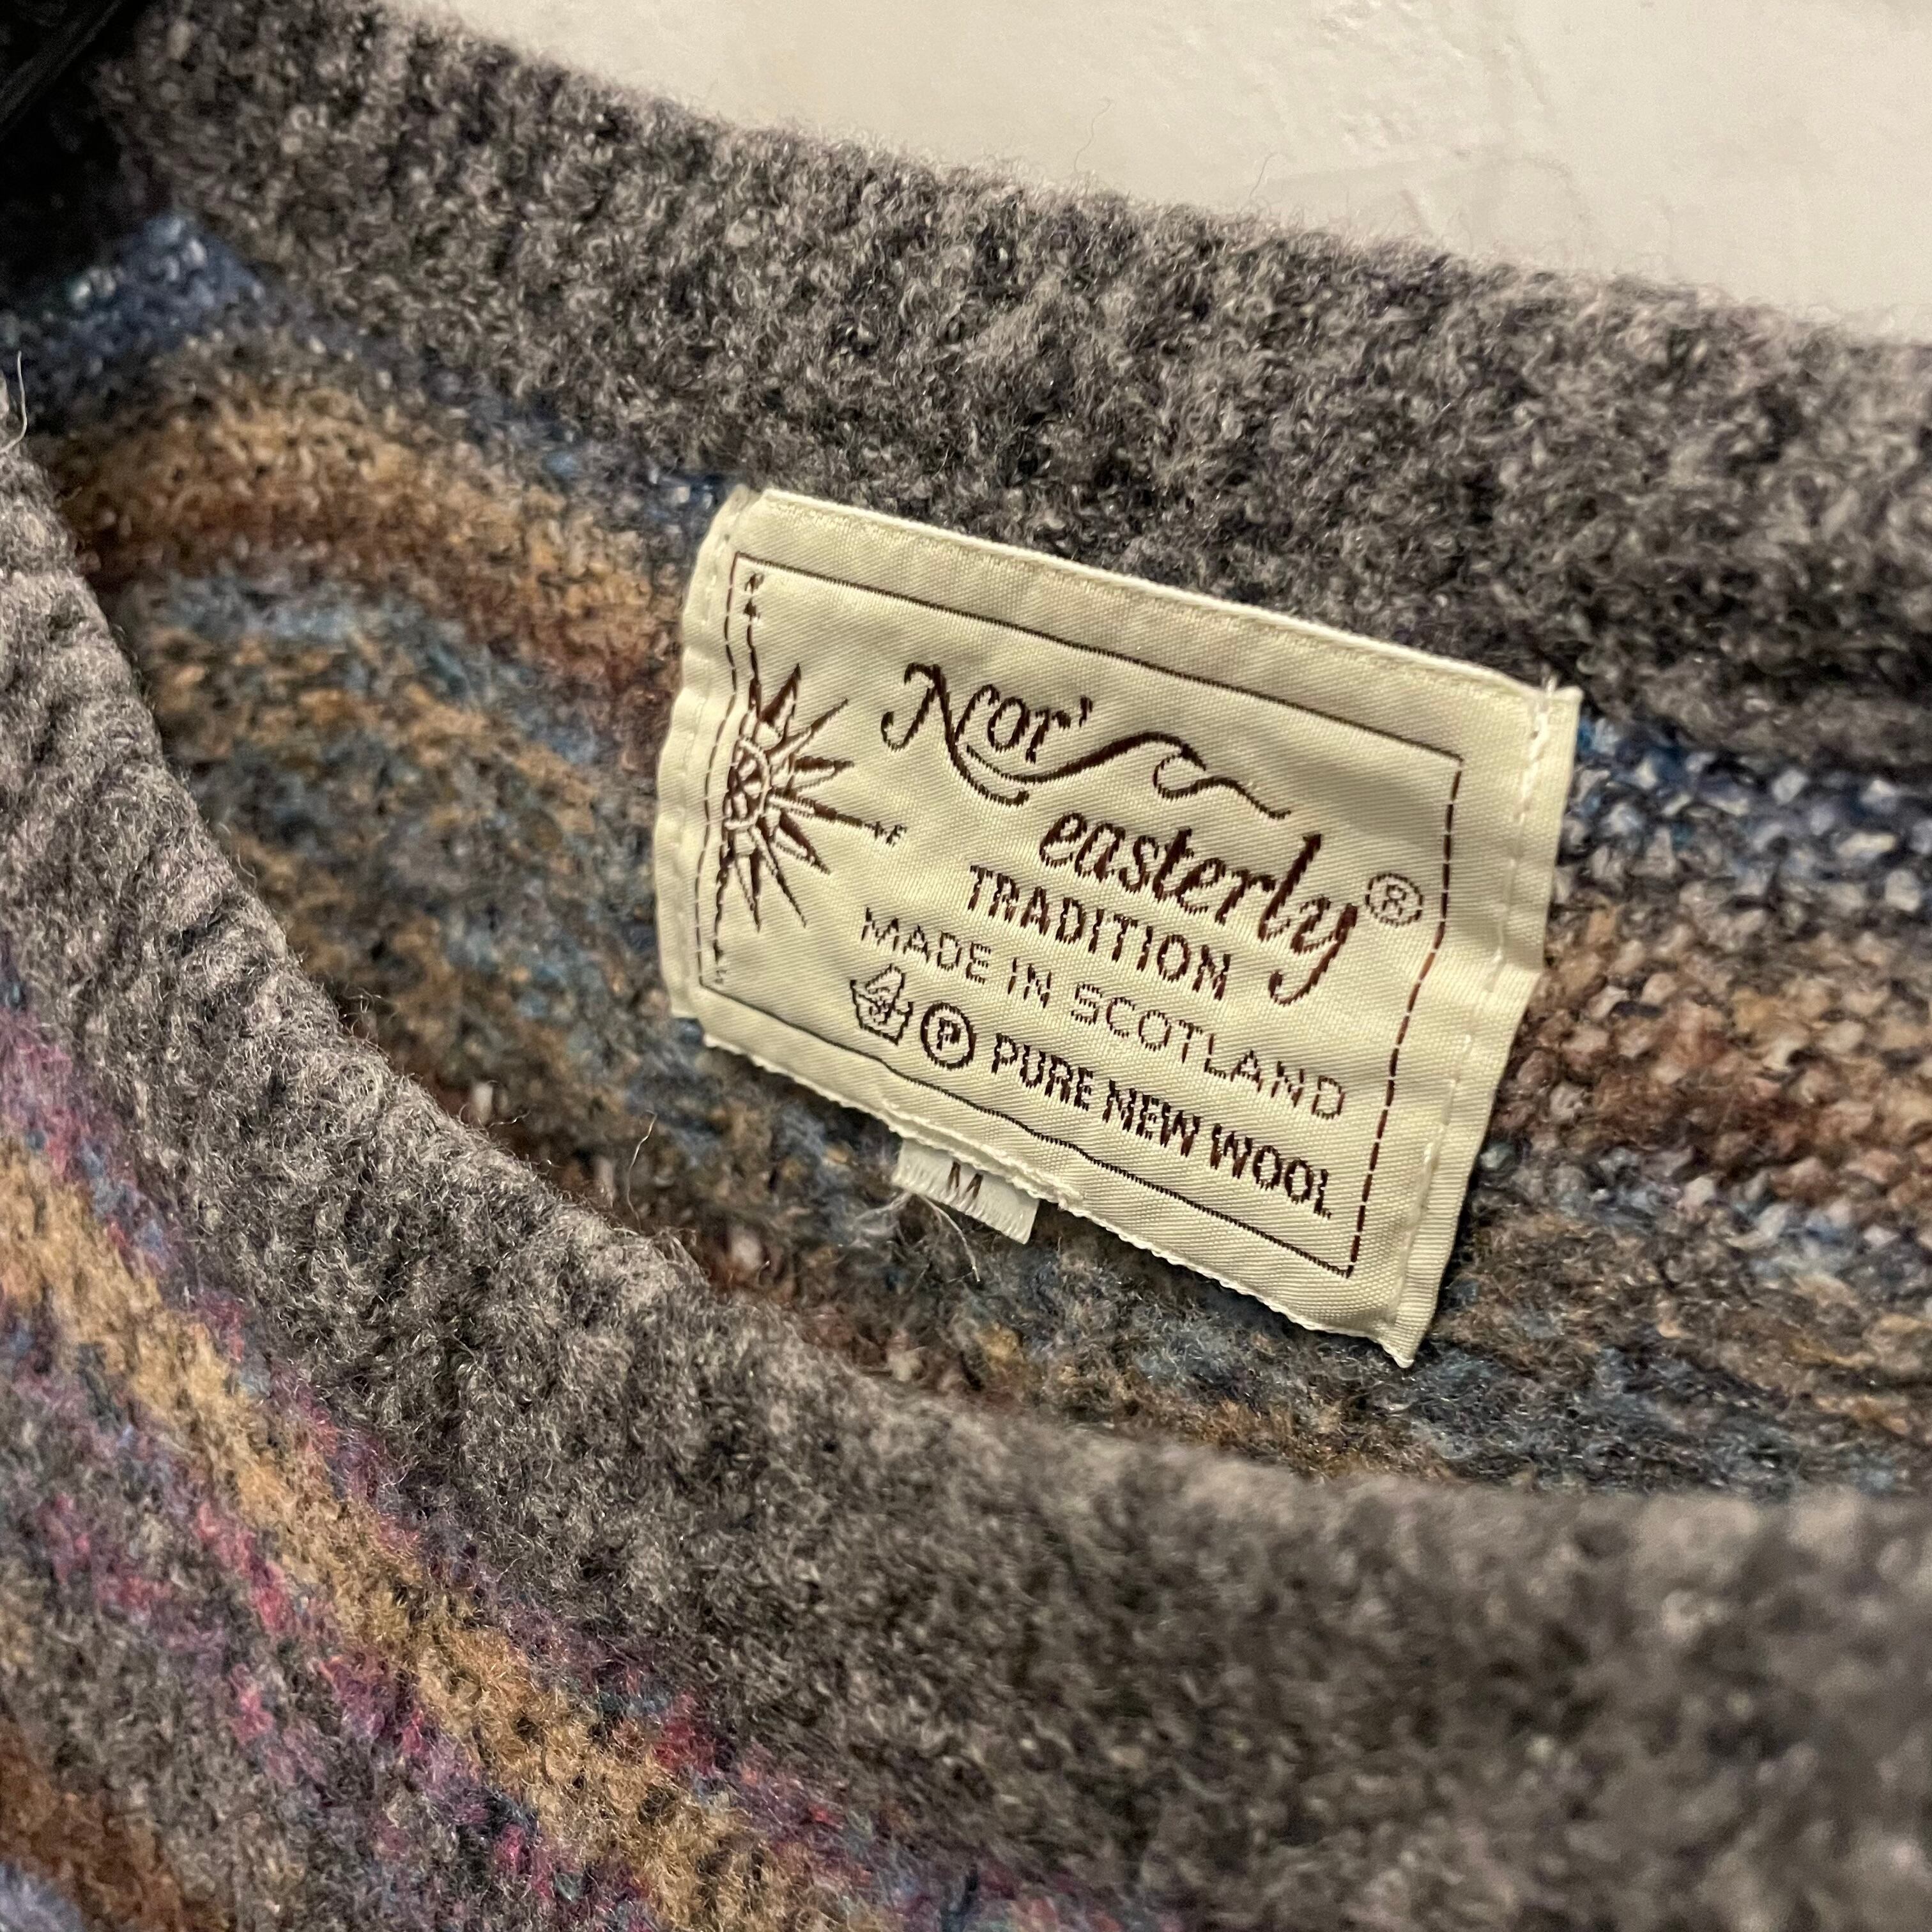 Nor'
easterly®
TRADITION
MADE IN SCOTLAND
P PURE NEW WOOL
M
E